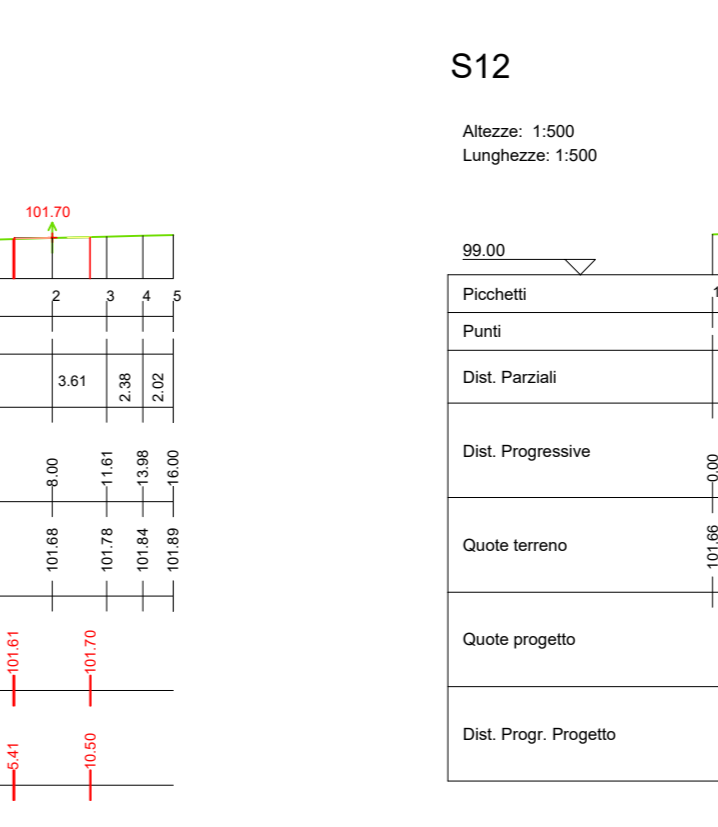 101.70
2 3 4 5
3.61 2.38 2.02
8.00 11.61 13.98 16.00
101.68 101.78 101.84 101.89
101.61 101.70
5.41 10.50
S12
Altezze: 1:500
Lunghezze: 1:500
99.00
Picchetti 1
Punti
Dist. Parziali
Dist. Progressive 0.00
Quote terreno 101.66
Quote progetto
Dist. Progr. Progetto